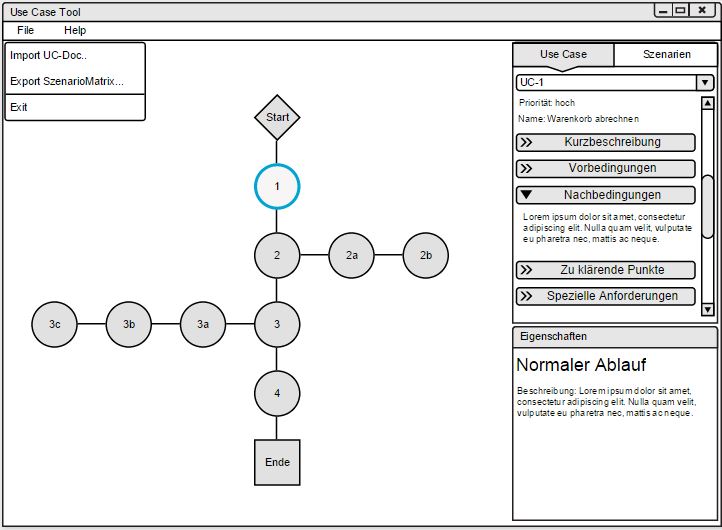 Use Case Tool
File Help
Import UC-Doc..
Export SzenarioMatrix...
Exit
Start
1
2 2a 2b
3c 3b 3a 3
4
Ende
Use Case Szenarien
UC-1
Priorität: hoch
Name: Warenkorb abrechnen
Kurzbeschreibung
Vorbedingungen
Nachbedingungen
Lorem ipsum dolor sit amet, consectetur
adipiscing elit. Nulla quam velit, vulputate
eu pharetra nec, mattis ac neque.
Zu klärende Punkte
Spezielle Anforderungen
Eigenschaften
Normaler Ablauf
Beschreibung: Lorem ipsum dolor sit amet,
consectetur adipiscing elit. Nulla quam velit,
vulputate eu pharetra nec, mattis ac neque.